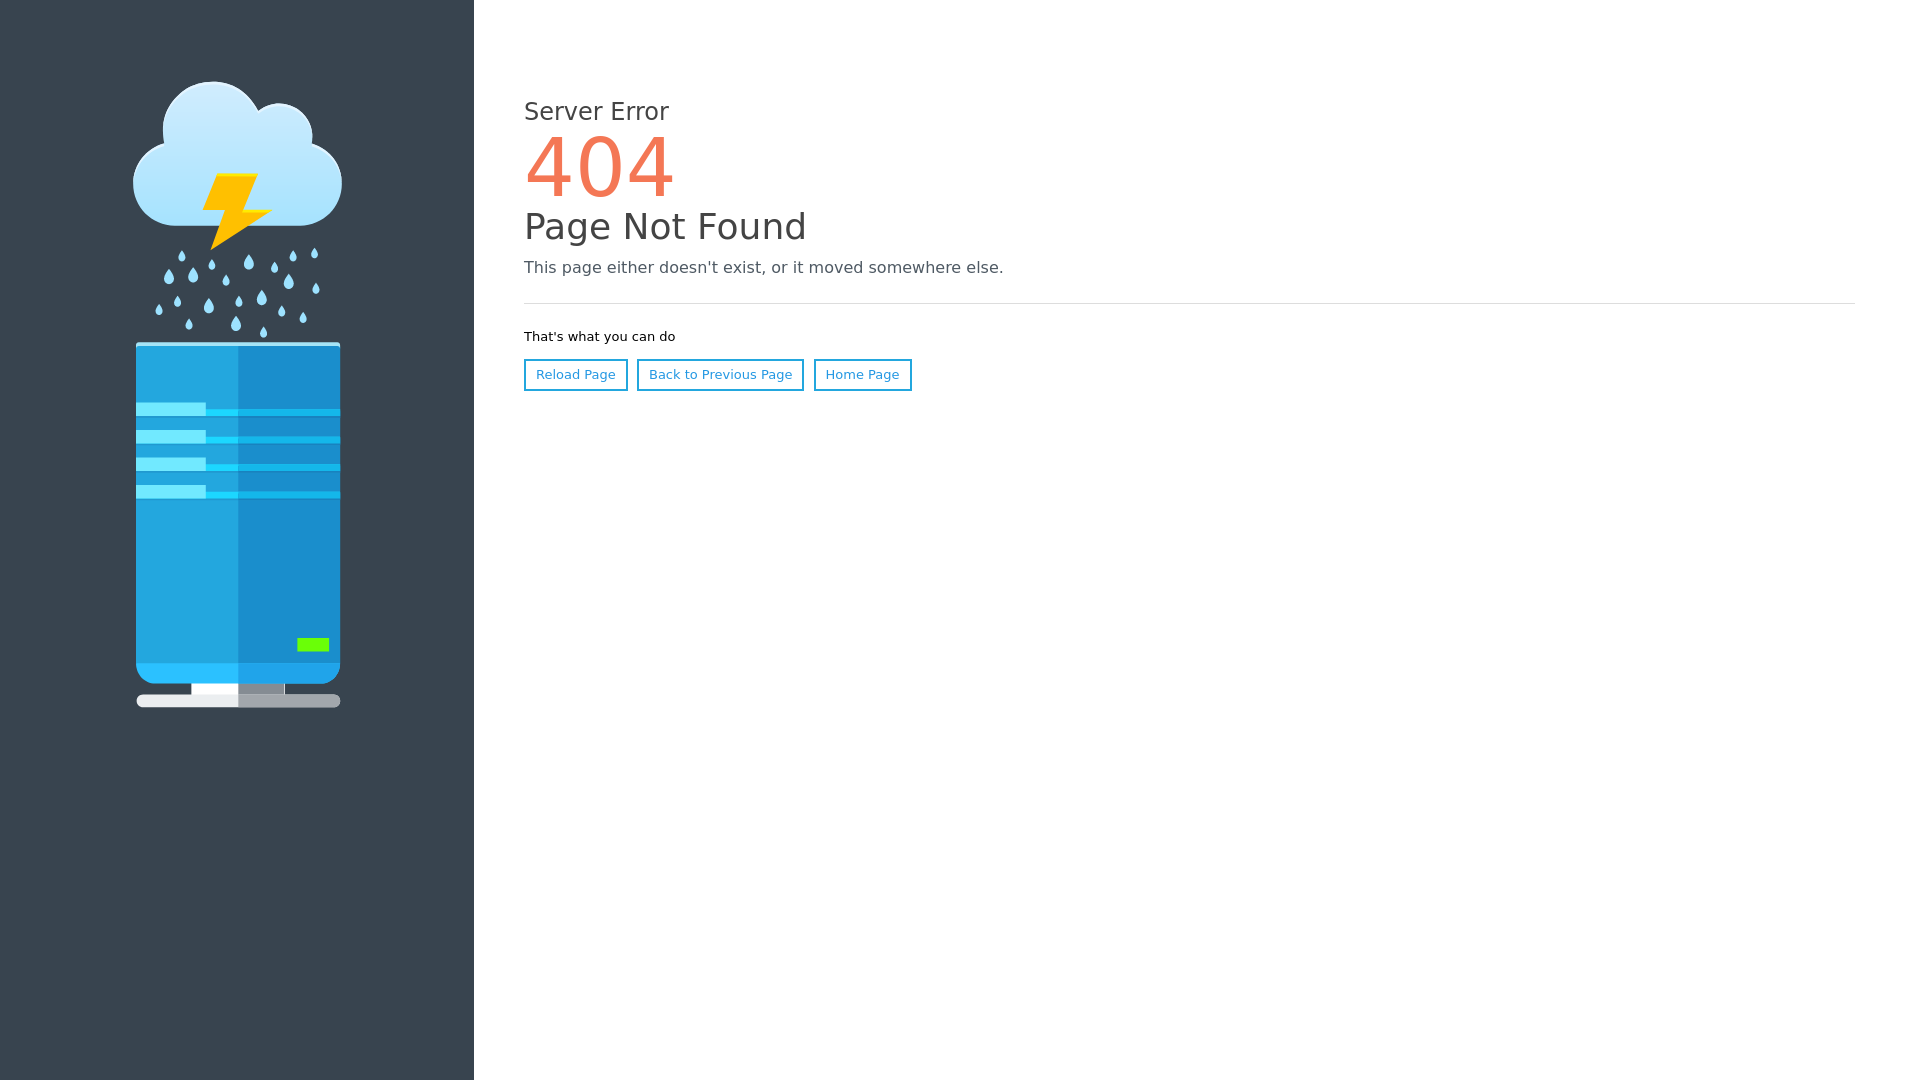 Server Error
404
Page Not Found
This page either doesn't exist, or it moved somewhere else.
That's what you can do
Reload Page Back to Previous Page Home Page